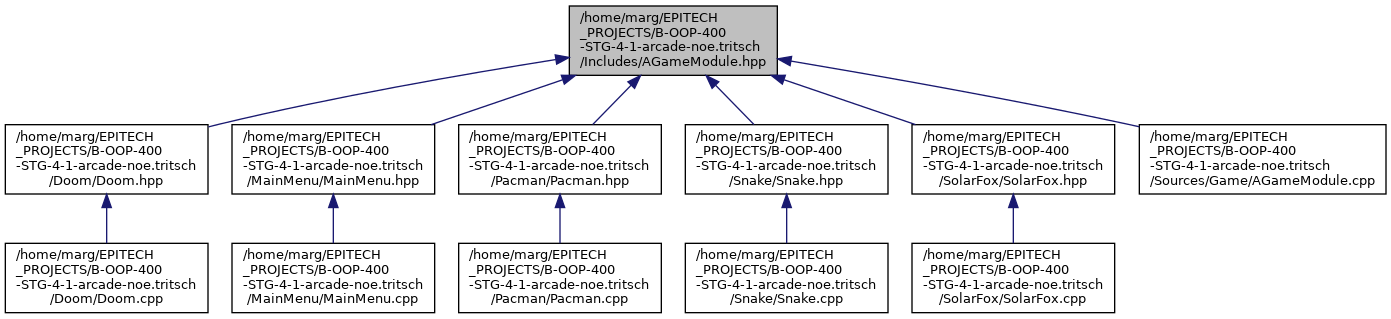 /home/marg/EPITECH
_PROJECTS/B-OOP-400
-STG-4-1-arcade-noe.tritsch
/Includes/AGameModule.hpp
/home/marg/EPITECH
_PROJECTS/B-OOP-400
-STG-4-1-arcade-noe.tritsch
/Doom/Doom.hpp
/home/marg/EPITECH
_PROJECTS/B-OOP-400
-STG-4-1-arcade-noe.tritsch
/MainMenu/MainMenu.hpp
/home/marg/EPITECH
_PROJECTS/B-OOP-400
-STG-4-1-arcade-noe.tritsch
/Pacman/Pacman.hpp
/home/marg/EPITECH
_PROJECTS/B-OOP-400
-STG-4-1-arcade-noe.tritsch
/Snake/Snake.hpp
/home/marg/EPITECH
_PROJECTS/B-OOP-400
-STG-4-1-arcade-noe.tritsch
/SolarFox/SolarFox.hpp
/home/marg/EPITECH
_PROJECTS/B-OOP-400
-STG-4-1-arcade-noe.tritsch
/Sources/Game/AGameModule.cpp
/home/marg/EPITECH
_PROJECTS/B-OOP-400
-STG-4-1-arcade-noe.tritsch
/Doom/Doom.cpp
/home/marg/EPITECH
_PROJECTS/B-OOP-400
-STG-4-1-arcade-noe.tritsch
/MainMenu/MainMenu.cpp
/home/marg/EPITECH
_PROJECTS/B-OOP-400
-STG-4-1-arcade-noe.tritsch
/Pacman/Pacman.cpp
/home/marg/EPITECH
_PROJECTS/B-OOP-400
-STG-4-1-arcade-noe.tritsch
/Snake/Snake.cpp
/home/marg/EPITECH
_PROJECTS/B-OOP-400
-STG-4-1-arcade-noe.tritsch
/SolarFox/SolarFox.cpp